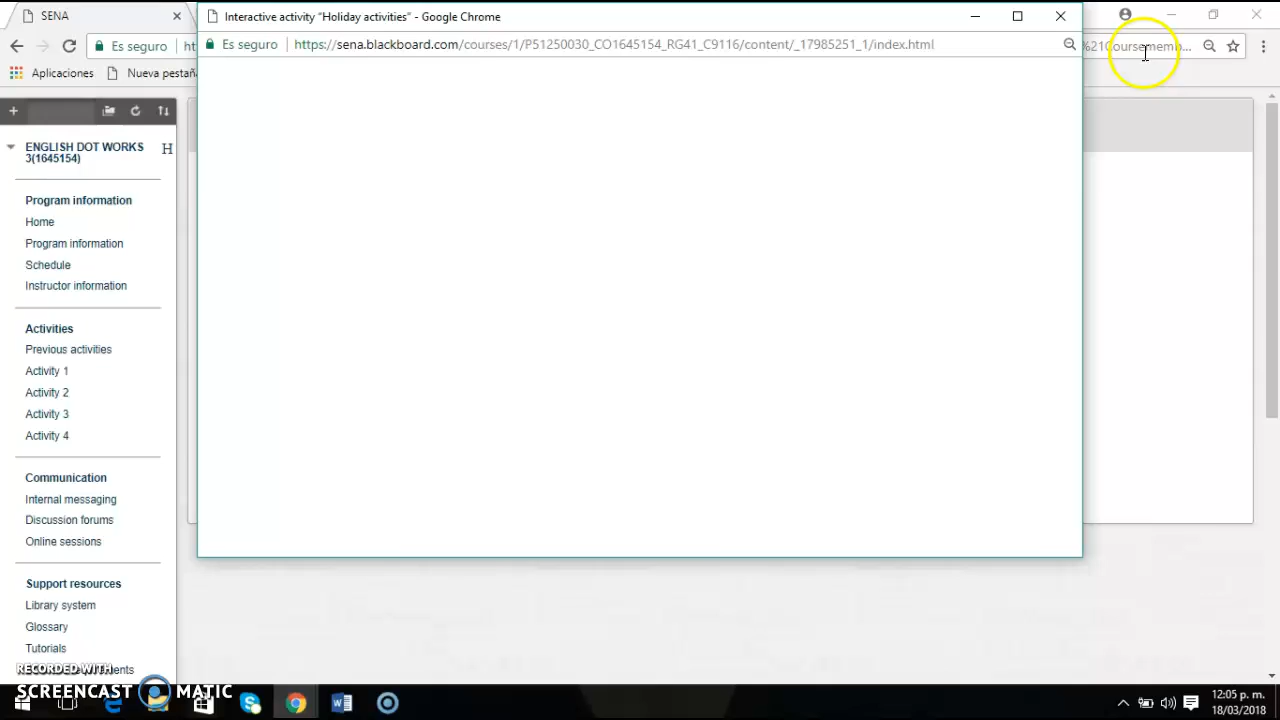 SENA
Interactive activity "Holiday activities" - Google Chrome
Es seguro
ht
Es seguro
https://sena.blackboard.com/courses/1/P51250030_CO1645154_RG41_C9116/content/_17985251_1/index.html
%21Coursememb...
Aplicaciones
Nueva pestaña
ENGLISH DOT WORKS
3(1645154)
Program information
Home
Program information
Schedule
Instructor information
Activities
Previous activities
Activity 1
Activity 2
Activity 3
Activity 4
Communication
Internal messaging
Discussion forums
Online sessions
Support resources
Library system
Glossary
Tutorials
RECORDED WITH
SCREENCAST MATIC
12:05 p. m.
18/03/2018